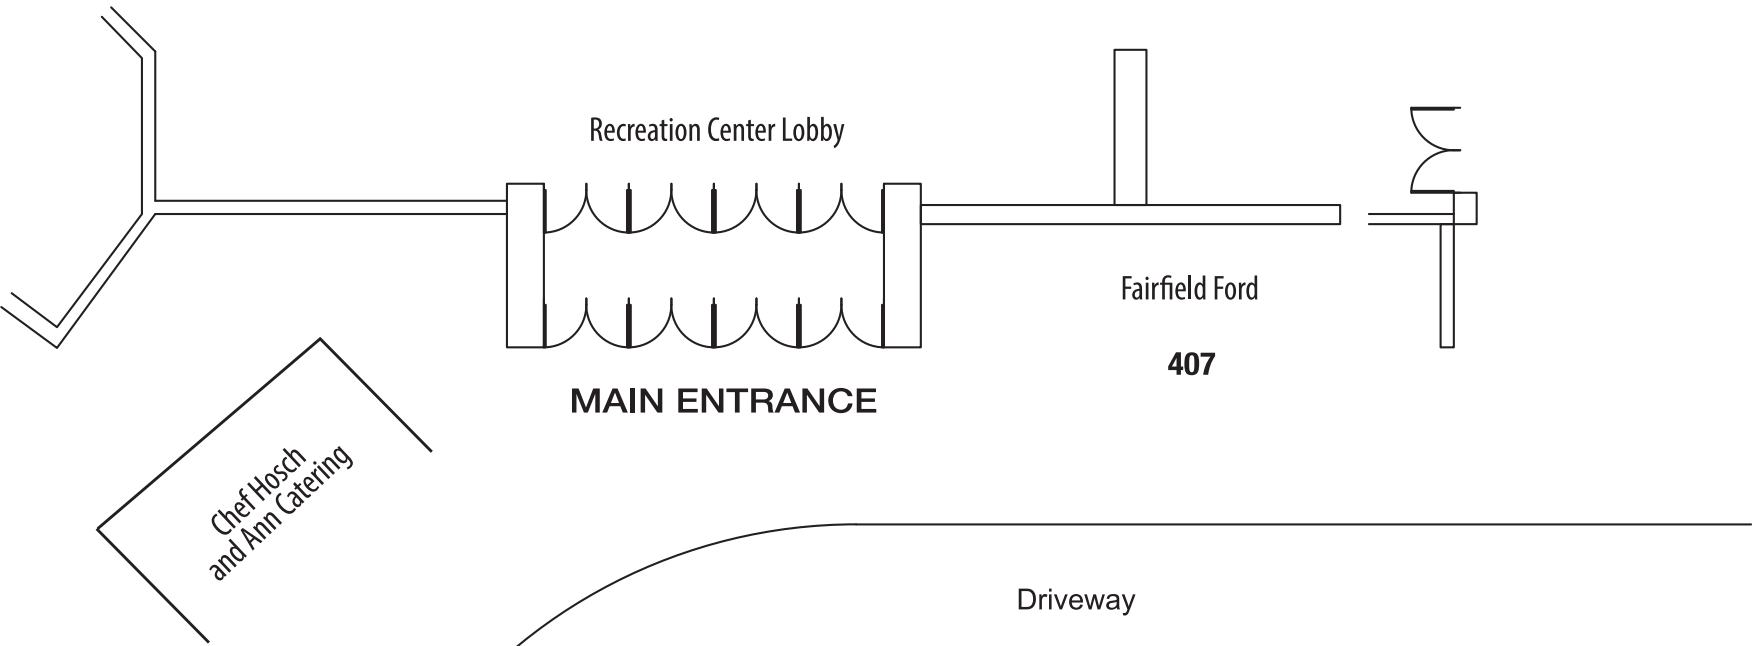 Recreation Center Lobby
Fairfield Ford
407
MAIN ENTRANCE
Chef Hosch
and Ann Catering
Driveway